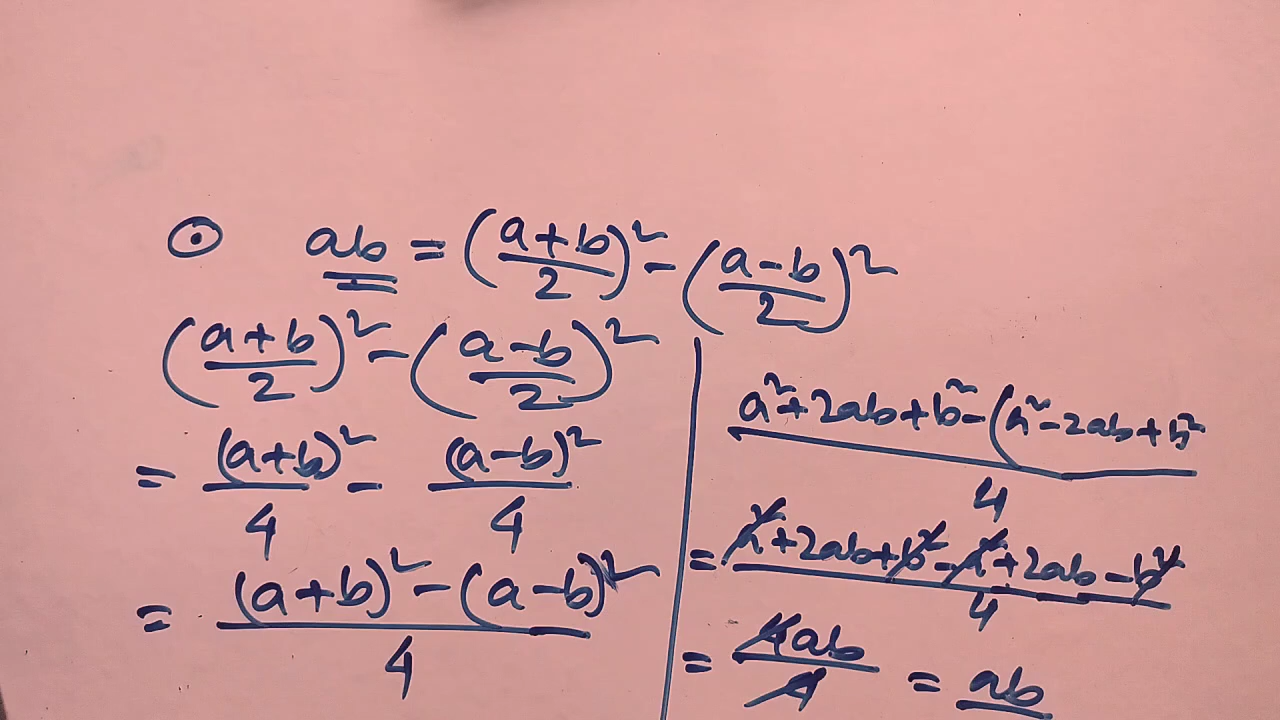 ⊙ ab = (a+b/2)² - (a-b/2)²
(a+b/2)² - (a-b/2)²
= (a+b)²/4 - (a-b)²/4
= (a+b)² - (a-b)²/4
a²+2ab+b²-(a²-2ab+b²/4
= a²+2ab+b²-a²+2ab-b²/4
= 4ab/4 = ab